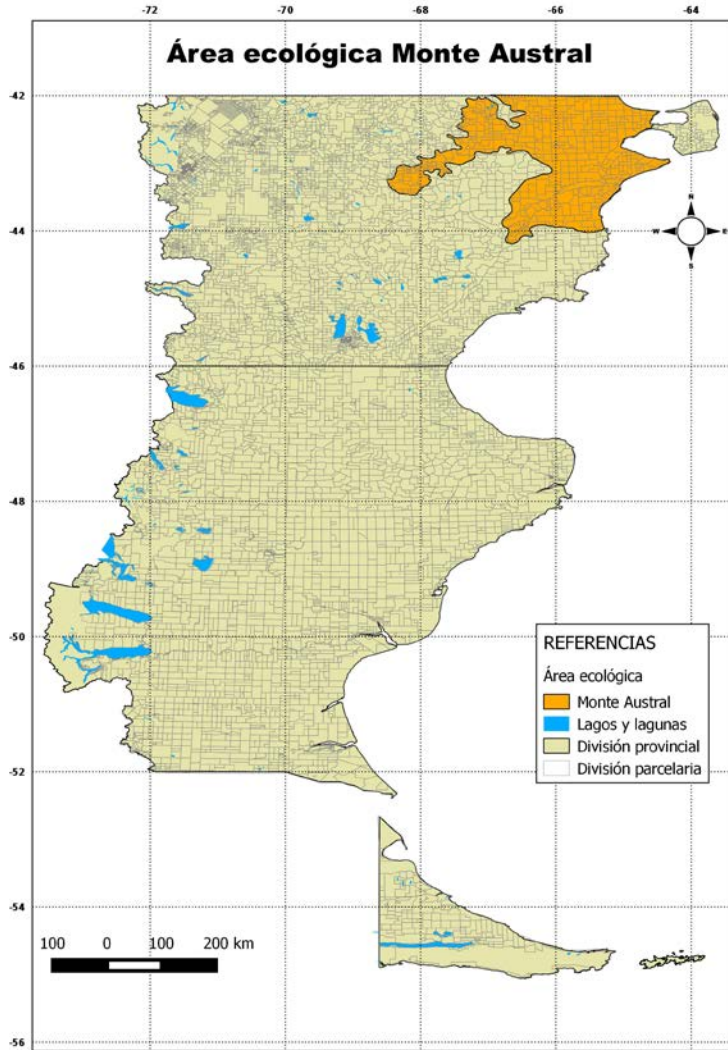 -72 -70 -68 -66 -64
Área ecológica Monte Austral
-42
-44
N
W E
S
-46
-48
-50
REFERENCIAS
Área ecológica
Monte Austral
Lagos y lagunas
División provincial
División parcelaria
-52
-54
100 0 100 200 km
-56